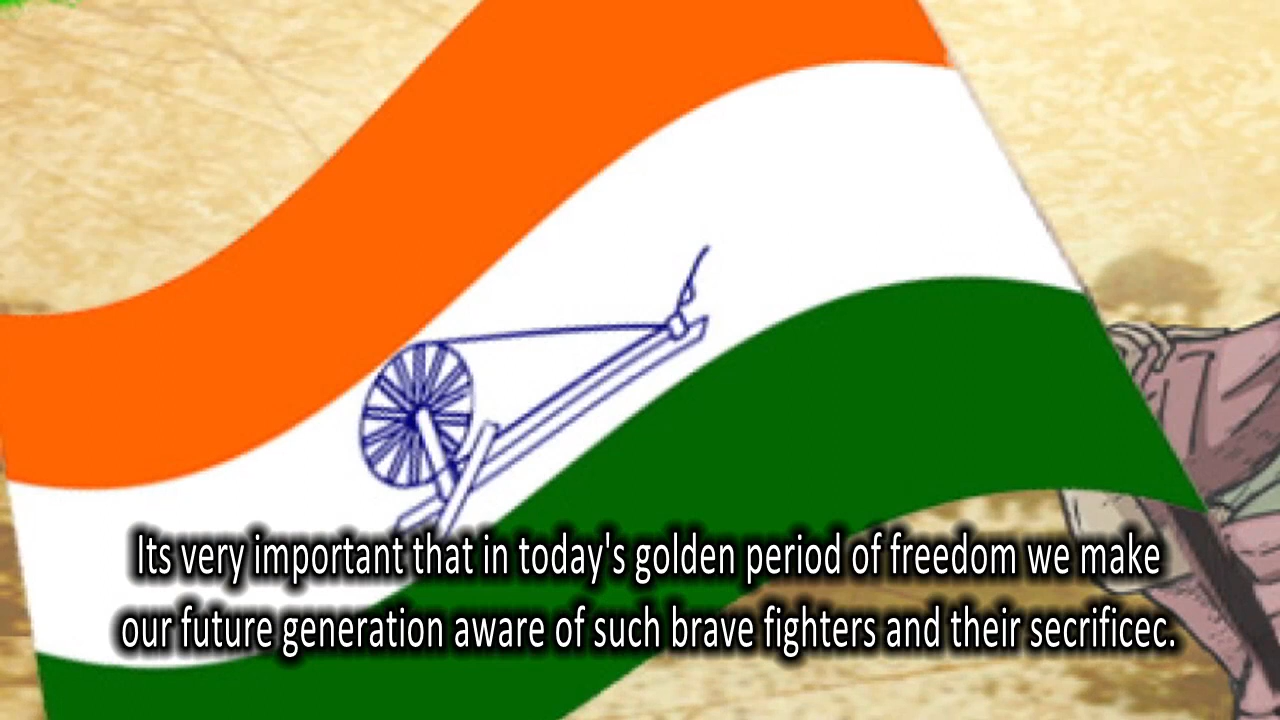 Its very important that in today's golden period of freedom we make
our future generation aware of such brave fighters and their secrificec.